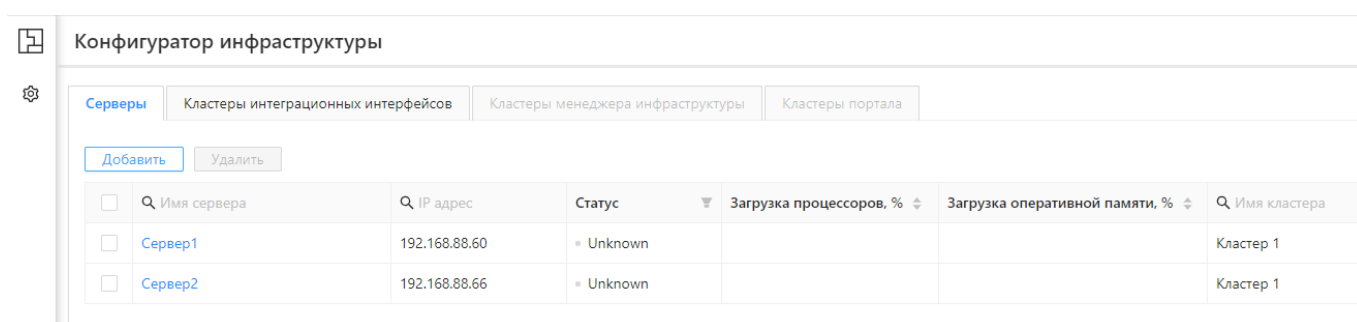 Конфигуратор инфраструктуры
Серверы Кластеры интеграционных интерфейсов Кластеры менеджера инфраструктуры Кластеры портала
Добавить Удалить
Имя сервера IP адрес Статус Загрузка процессоров, % Загрузка оперативной памяти, % Имя кластера
Сервер1 192.168.88.60 Unknown Кластер 1
Сервер2 192.168.88.66 Unknown Кластер 1